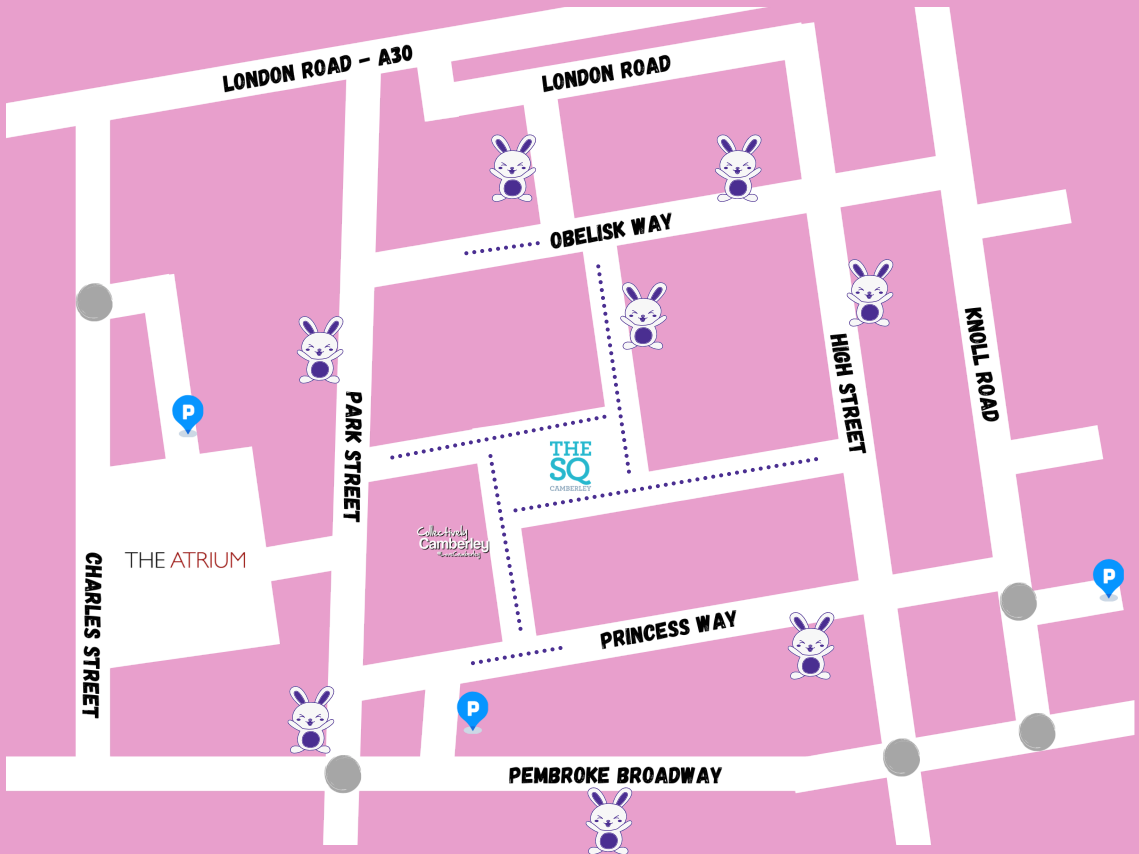 LONDON ROAD - A30
LONDON ROAD
OBELISK WAY
KNOLL ROAD
HIGH STREET
PARK STREET
P
THE
SQ
CAMBERLEY
Collectively
Camberley
THE ATRIUM
CHARLES STREET
P
PRINCESS WAY
P
PEMBROKE BROADWAY